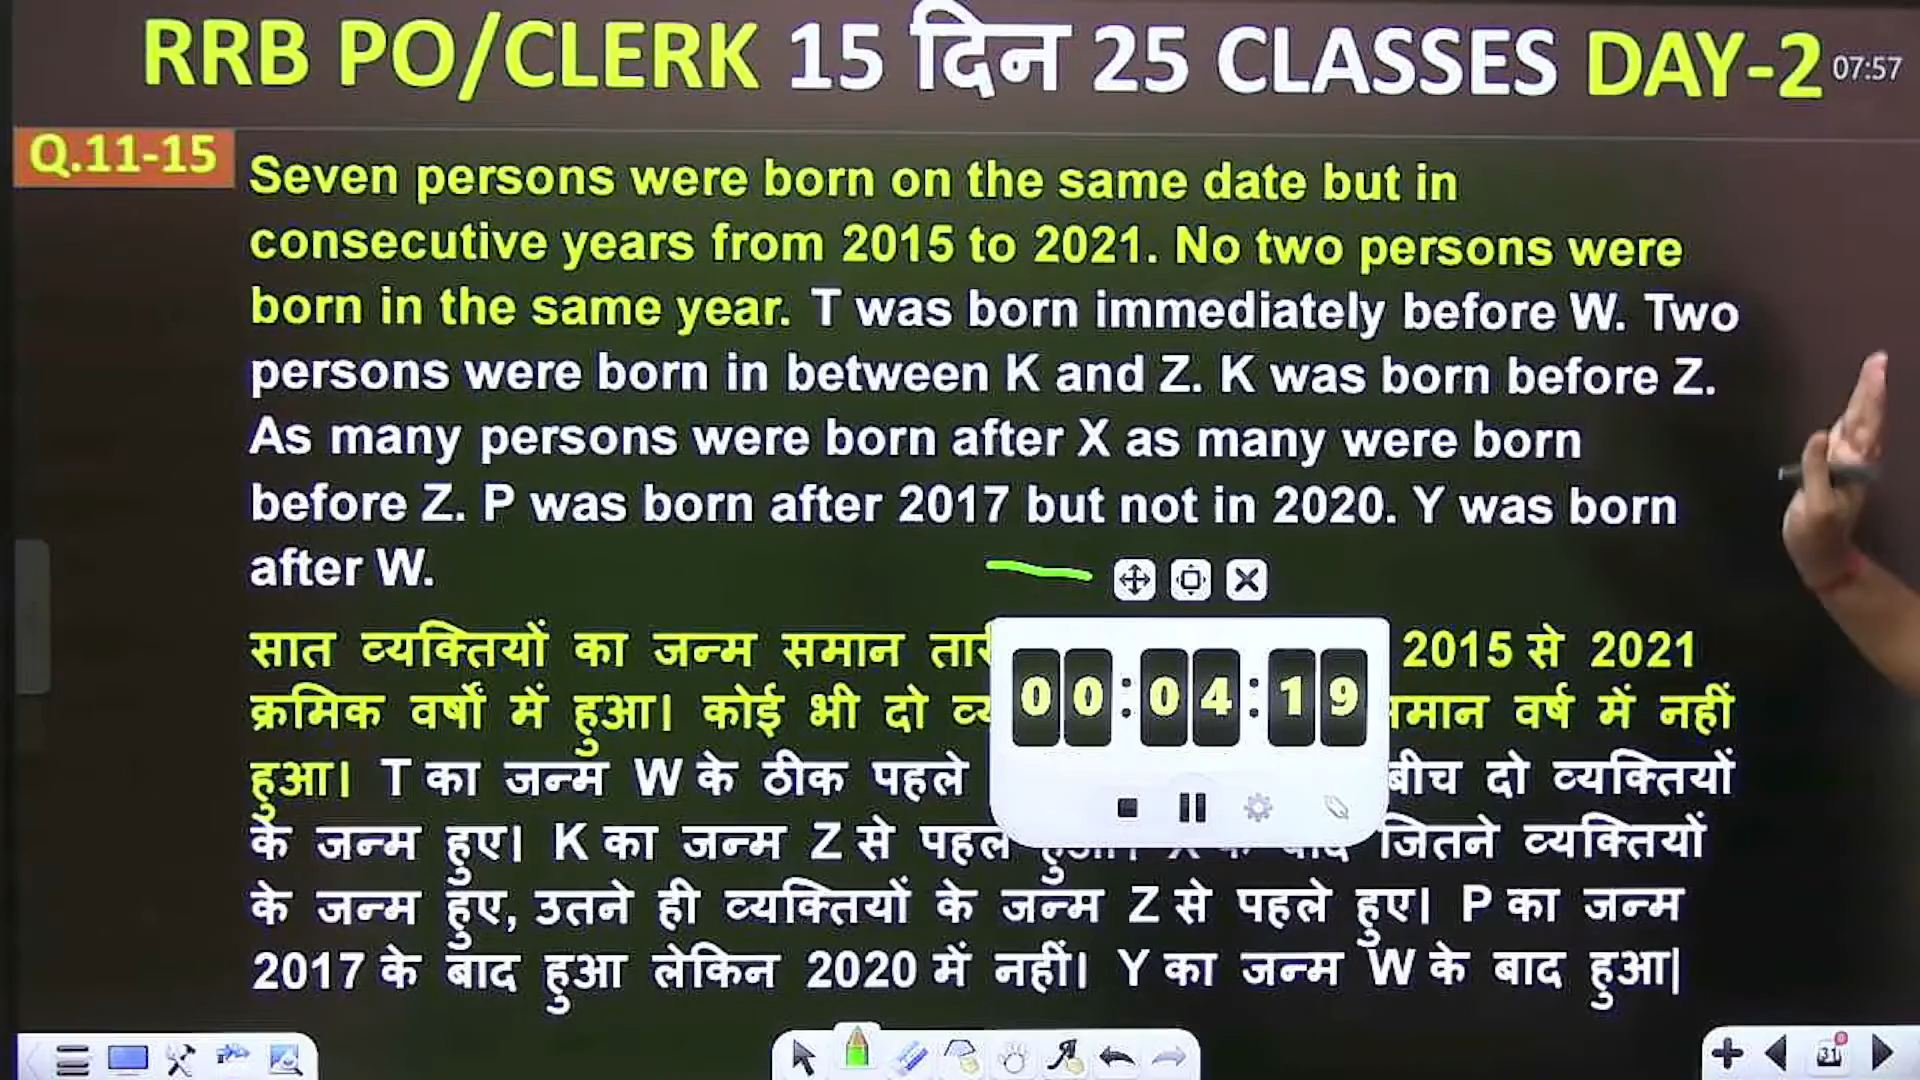 RRB PO/CLERK 15 दिन 25 CLASSES DAY-2 07:57
Q.11-15
Seven persons were born on the same date but in
consecutive years from 2015 to 2021. No two persons were
born in the same year. T was born immediately before W. Two
persons were born in between K and Z. K was born before Z.
As many persons were born after X as many were born
before Z. P was born after 2017 but not in 2020. Y was born
after W.
सात व्यक्तियों का जन्म समान 2015 से 2021
क्रमिक वर्षों में हुआ। कोई भी दो वर्ष में नहीं
00:04:19
हुआ। T का जन्म W के ठीक पहले बीच दो व्यक्तियों
के जन्म हुए। K का जन्म Z से जितने व्यक्तियों
के जन्म हुए, उतने ही व्यक्तियों के जन्म Z से पहले हुए। P का जन्म
2017 के बाद हुआ लेकिन 2020 में नहीं। Y का जन्म W के बाद हुआ|
31